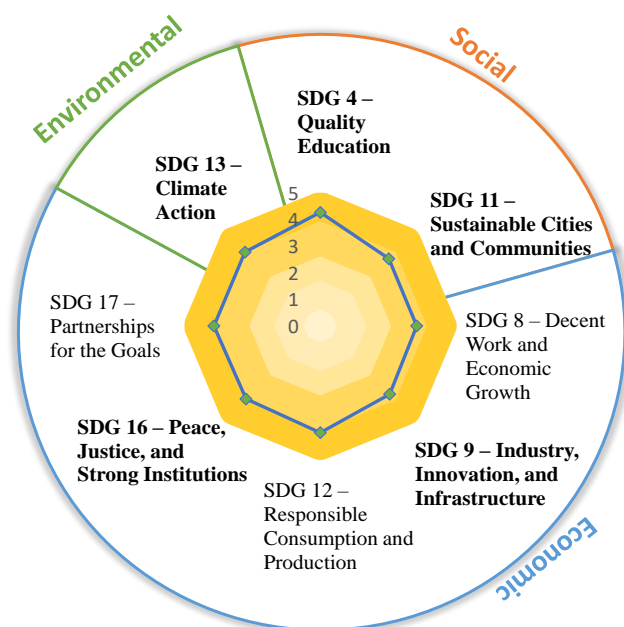 Environmental
Social
SDG 4 –
Quality
Education
SDG 13 –
Climate
Action
SDG 11 –
Sustainable Cities
and Communities
5
4
3
2
1
0
SDG 17 –
Partnerships
for the Goals
SDG 8 – Decent
Work and
Economic
Growth
SDG 16 – Peace,
Justice, and
Strong Institutions
SDG 9 – Industry,
Innovation, and
Infrastructure
SDG 12 –
Responsible
Consumption and
Production
Economic